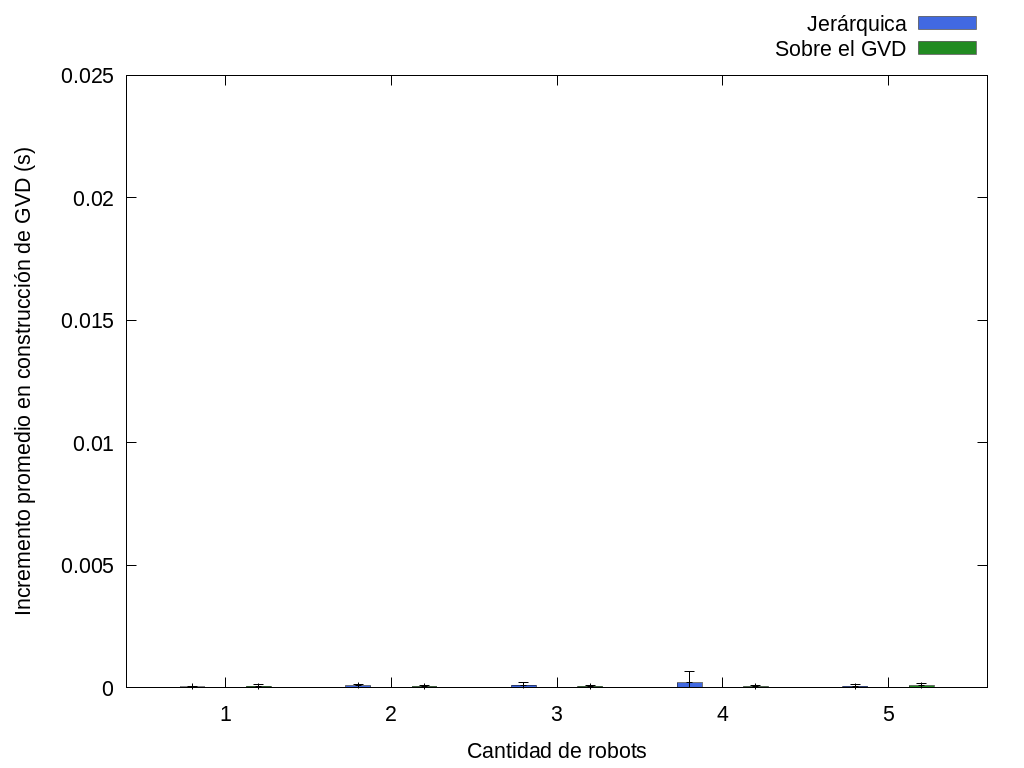 Jerárquica
Sobre el GVD
Incremento promedio en construcción de GVD (s)
0.025
0.02
0.015
0.01
0.005
0
1 2 3 4 5
Cantidad de robots